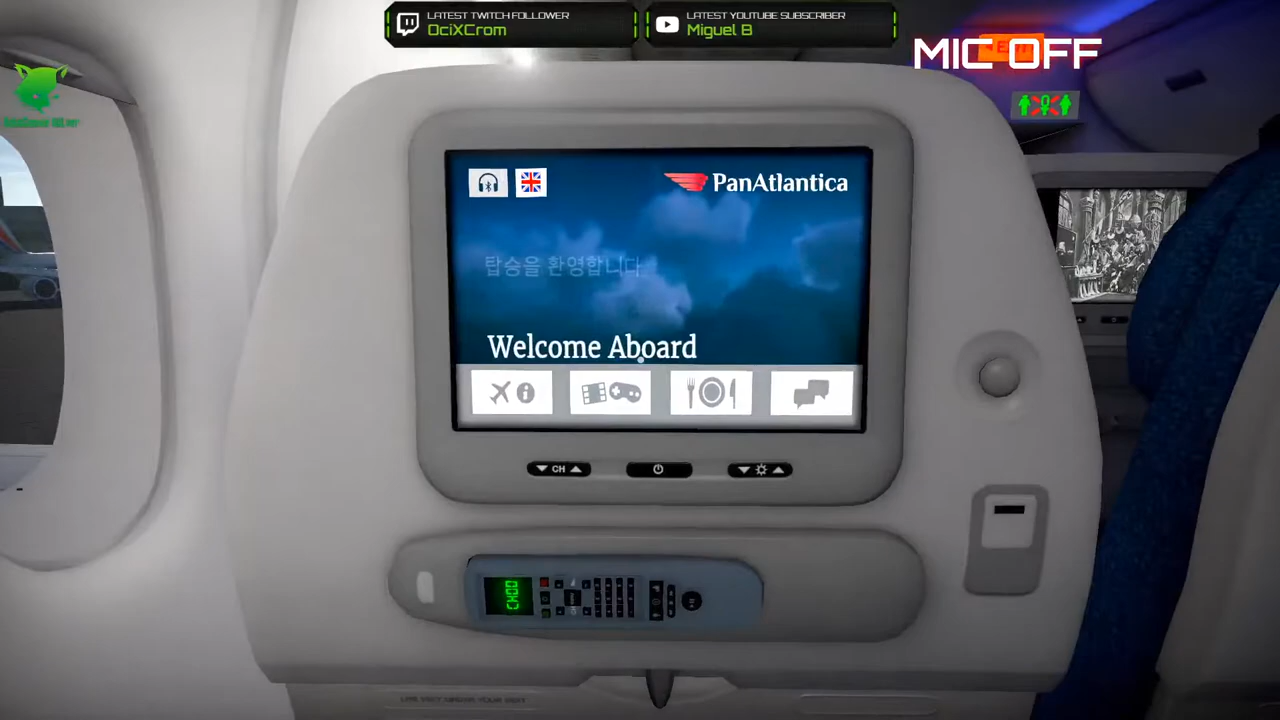 LATEST TWITCH FOLLOWER
OciXCrom
LATEST YOUTUBE SUBSCRIBER
Miguel B
MIC OFF
PanAtlantica
탑승을 환영합니다.
Welcome Aboard
CH
CH00